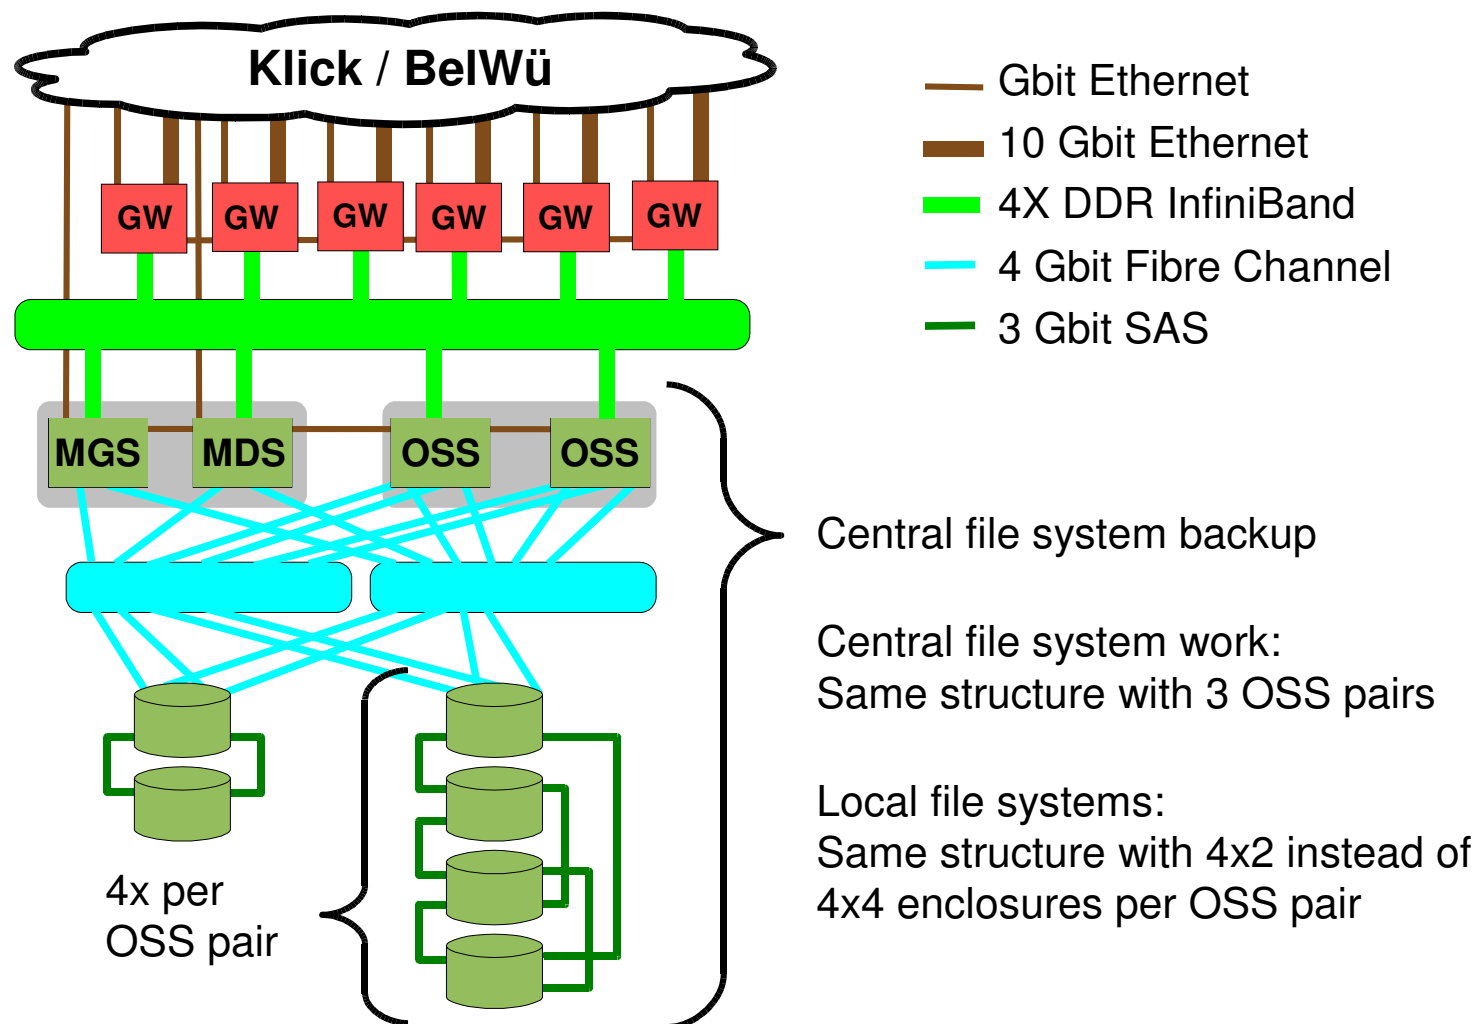 Klick / BelWü
Gbit Ethernet
10 Gbit Ethernet
4X DDR InfiniBand
4 Gbit Fibre Channel
3 Gbit SAS
GW GW GW GW GW GW
MGS MDS OSS OSS
Central file system backup
Central file system work:
Same structure with 3 OSS pairs
Local file systems:
Same structure with 4x2 instead of
4x4 enclosures per OSS pair
4x per
OSS pair